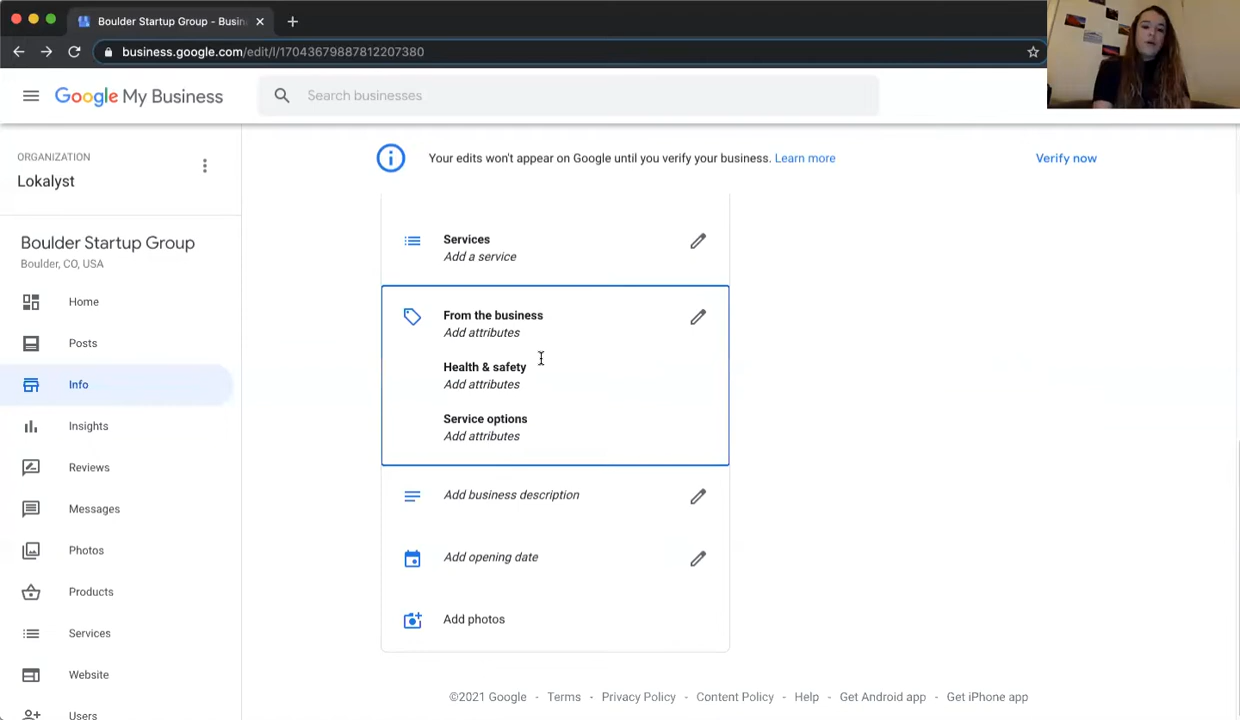 Boulder Startup Group - Busin
business.google.com/edit/l/17043679887812207380
Google My Business
Search businesses
ORGANIZATION
Lokalyst
Your edits won't appear on Google until you verify your business. Learn more
Verify now
Boulder Startup Group
Boulder, CO, USA
Home
Posts
Info
Insights
Reviews
Messages
Photos
Products
Services
Website
Users
Services
Add a service
From the business
Add attributes
Health & safety
Add attributes
Service options
Add attributes
Add business description
Add opening date
Add photos
©2021 Google - Terms - Privacy Policy - Content Policy - Help - Get Android app - Get iPhone app